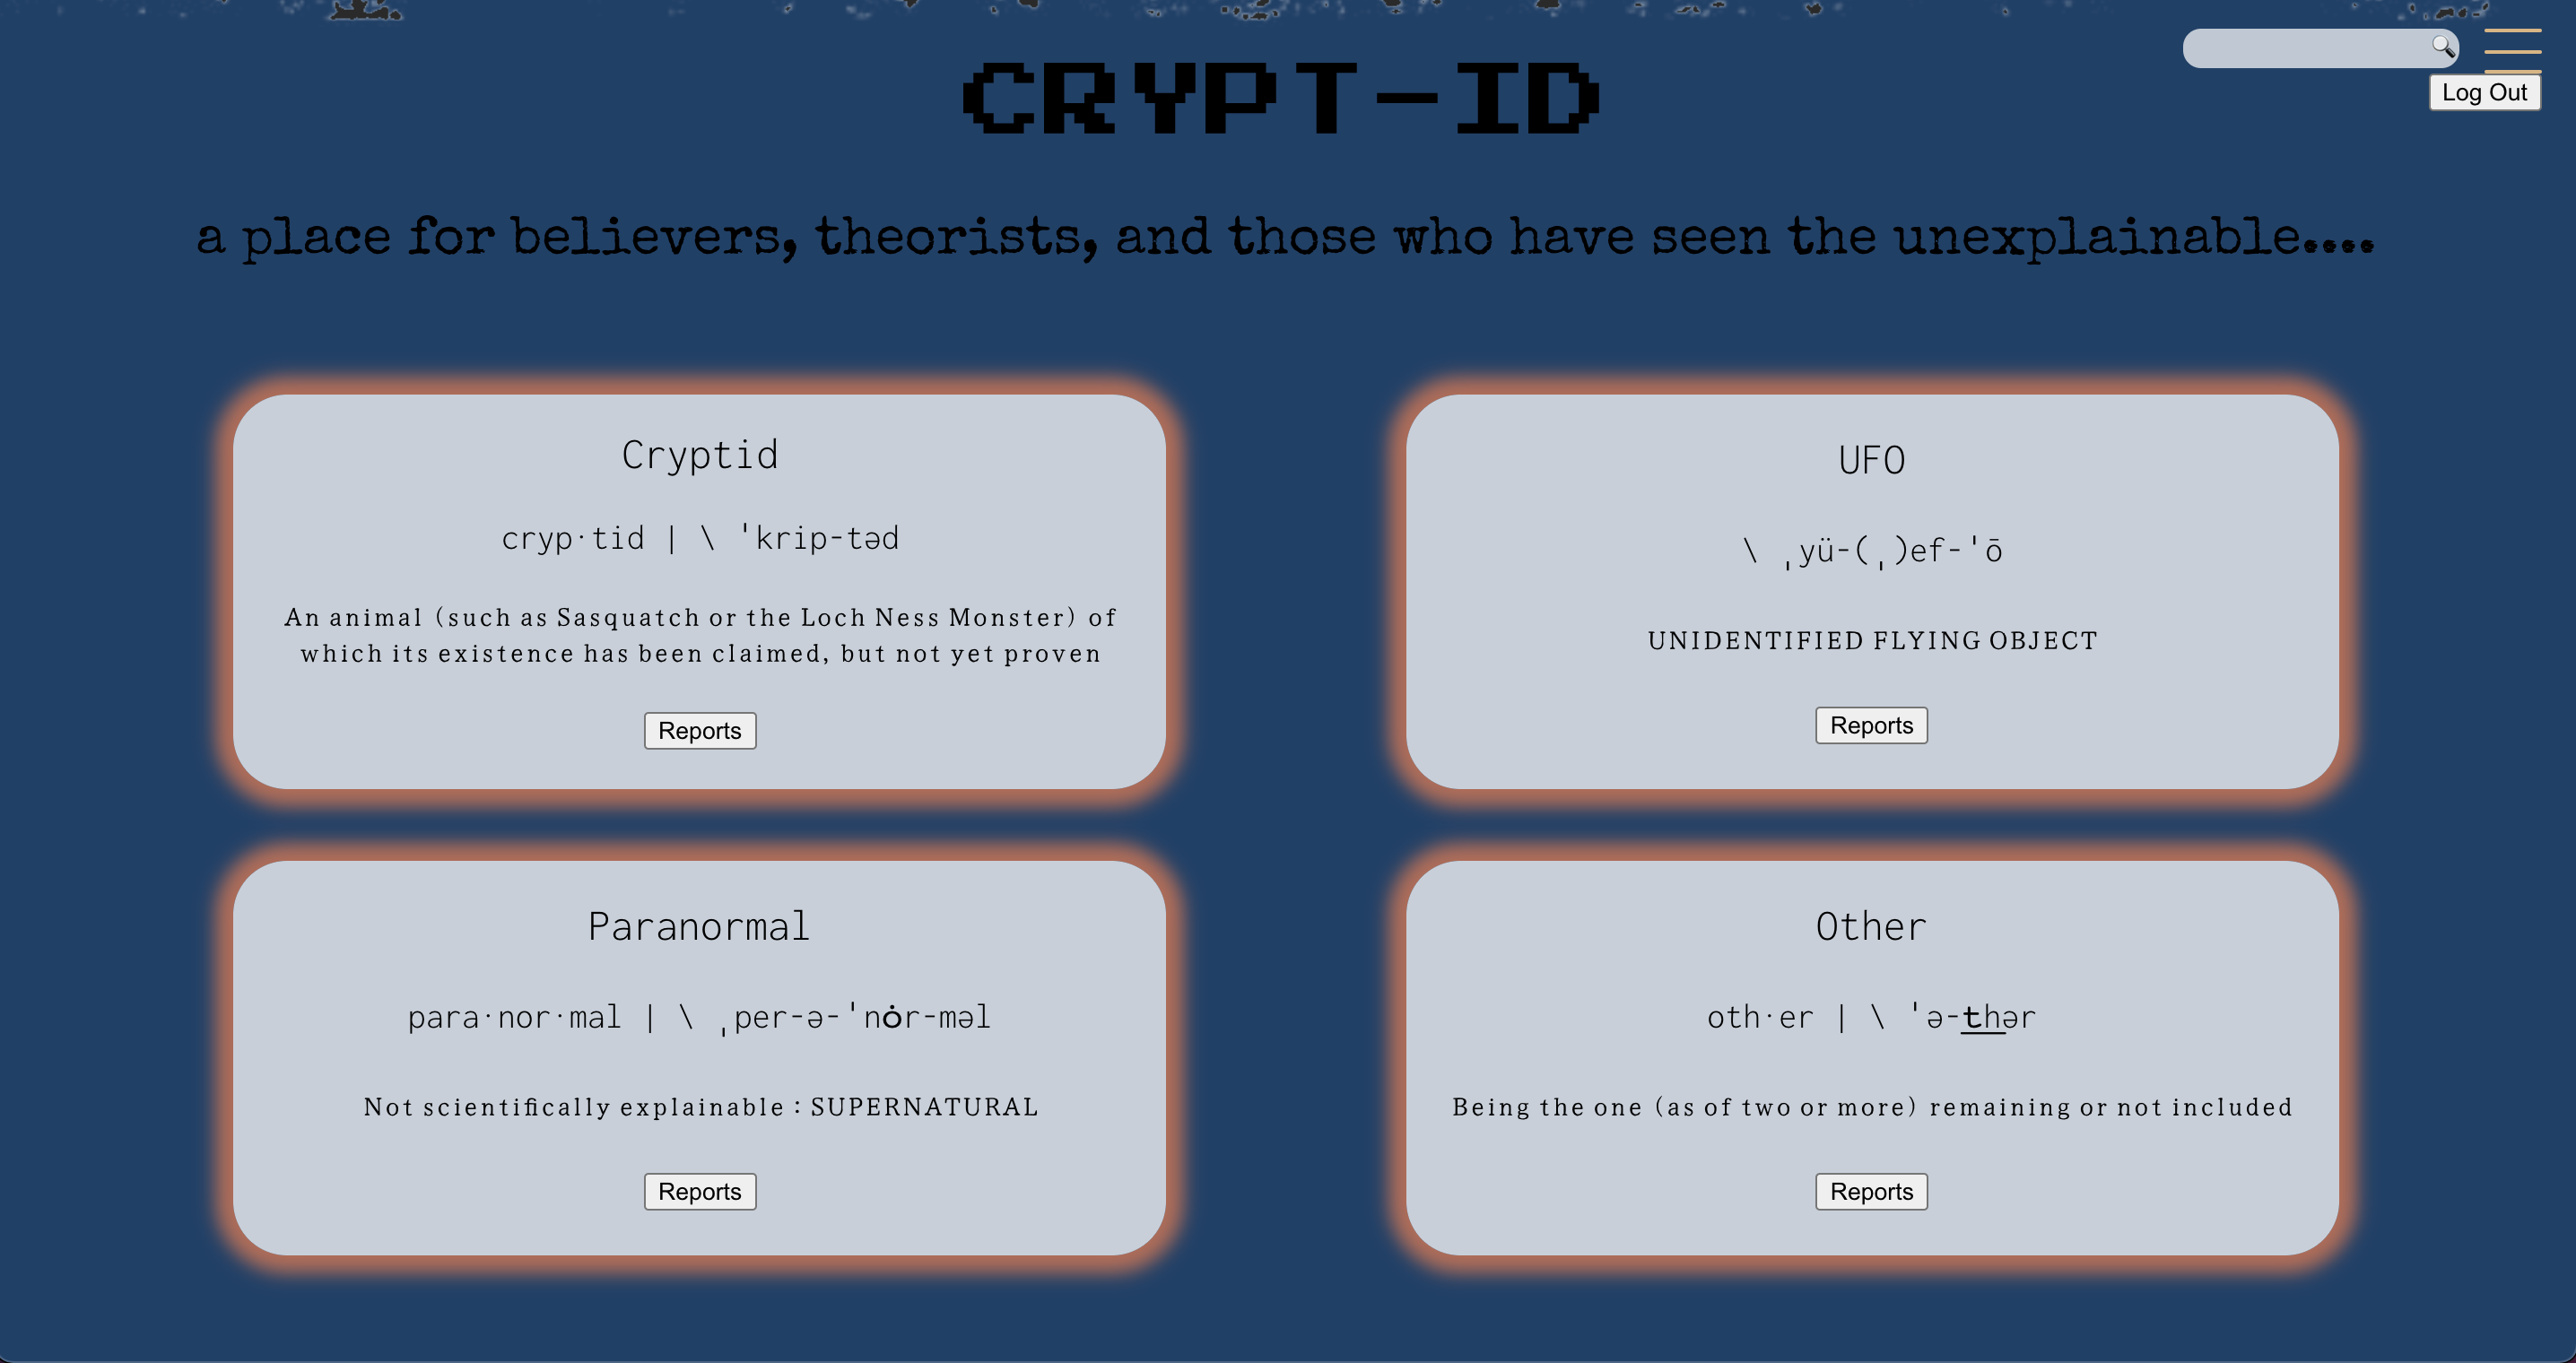 CRYPT-ID
Log Out
a place for believers, theorists, and those who have seen the unexplainable....
Cryptid
cryp·​tid | \ ˈkrip-təd
An animal (such as Sasquatch or the Loch Ness Monster) of
which its existence has been claimed, but not yet proven
Reports
UFO
\ ˌyü-(ˌ)ef-ˈō
UNIDENTIFIED FLYING OBJECT
Reports
Paranormal
para·​nor·​mal | \ ˌper-ə-ˈnȯr-məl
Not scientifically explainable : SUPERNATURAL
Reports
Other
oth·​er | \ ˈə-t͟hər
Being the one (as of two or more) remaining or not included
Reports